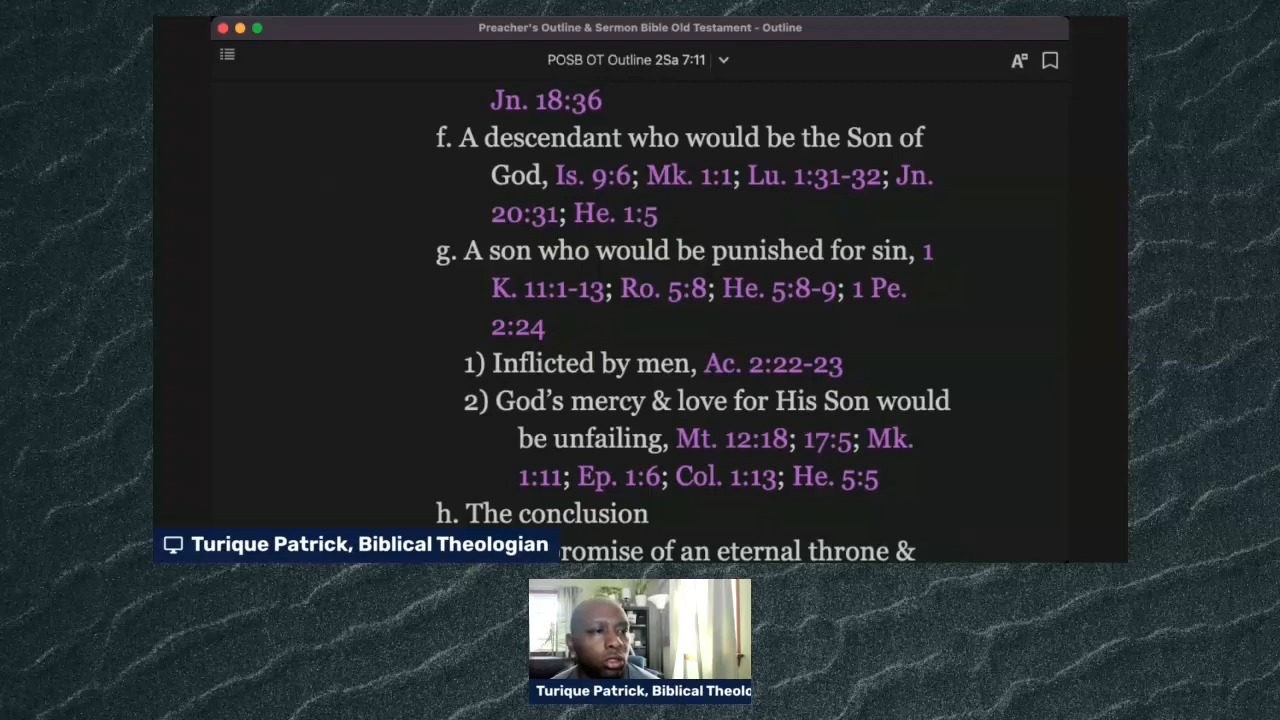 Preacher's Outline & Sermon Bible Old Testament - Outline
POSB OT Outline 2Sa 7:11
Jn. 18:36
f. A descendant who would be the Son of
God, Is. 9:6; Mk. 1:1; Lu. 1:31-32; Jn.
20:31; He. 1:5
g. A son who would be punished for sin, 1
K. 11:1-13; Ro. 5:8; He. 5:8-9; 1 Pe.
2:24
1) Inflicted by men, Ac. 2:22-23
2) God’s mercy & love for His Son would
be unfailing, Mt. 12:18; 17:5; Mk.
1:11; Ep. 1:6; Col. 1:13; He. 5:5
h. The conclusion
romise of an eternal throne &
Turique Patrick, Biblical Theologian
Turique Patrick, Biblical Theolo